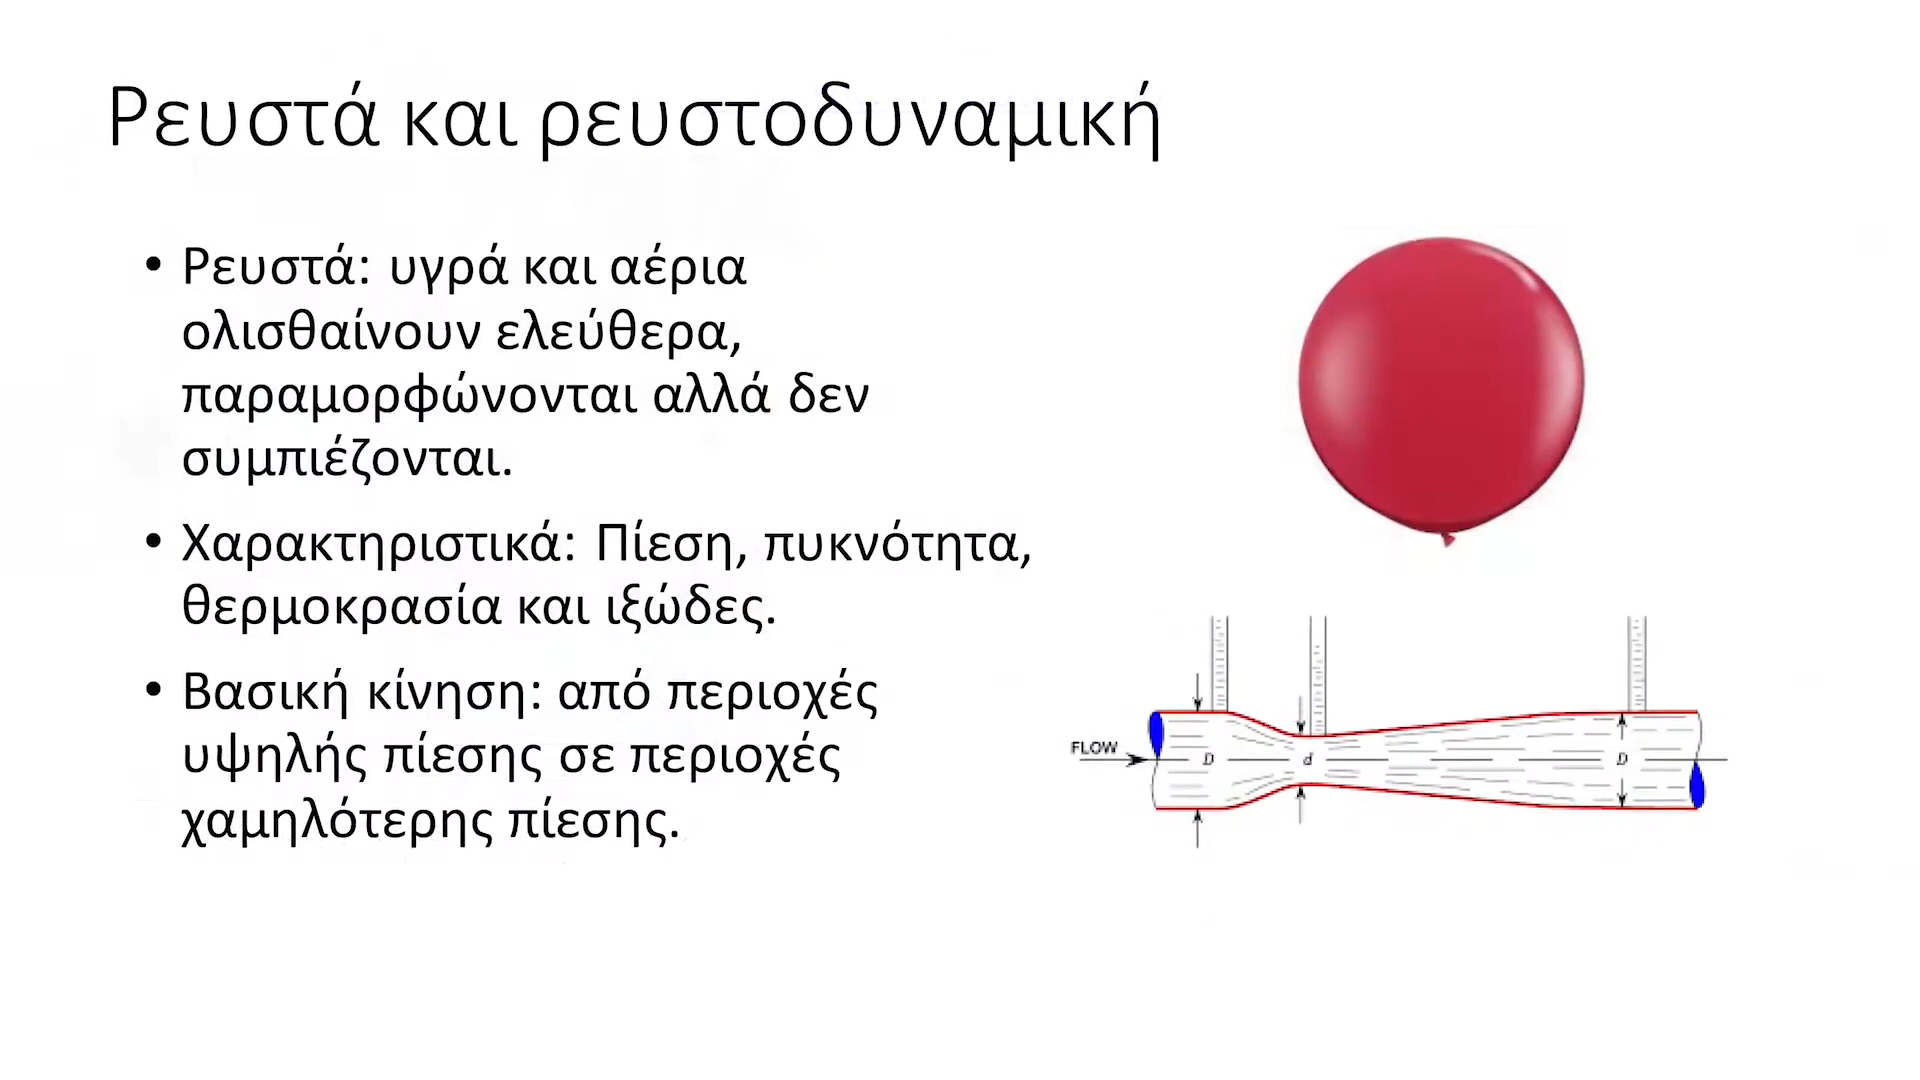 Ρευστά και ρευστοδυναμική
• Ρευστά: υγρά και αέρια
ολισθαίνουν ελεύθερα,
παραμορφώνονται αλλά δεν
συμπιέζονται.
• Χαρακτηριστικά: Πίεση, πυκνότητα,
θερμοκρασία και ιξώδες.
• Βασική κίνηση: από περιοχές
υψηλής πίεσης σε περιοχές
χαμηλότερης πίεσης.
FLOW
D d D